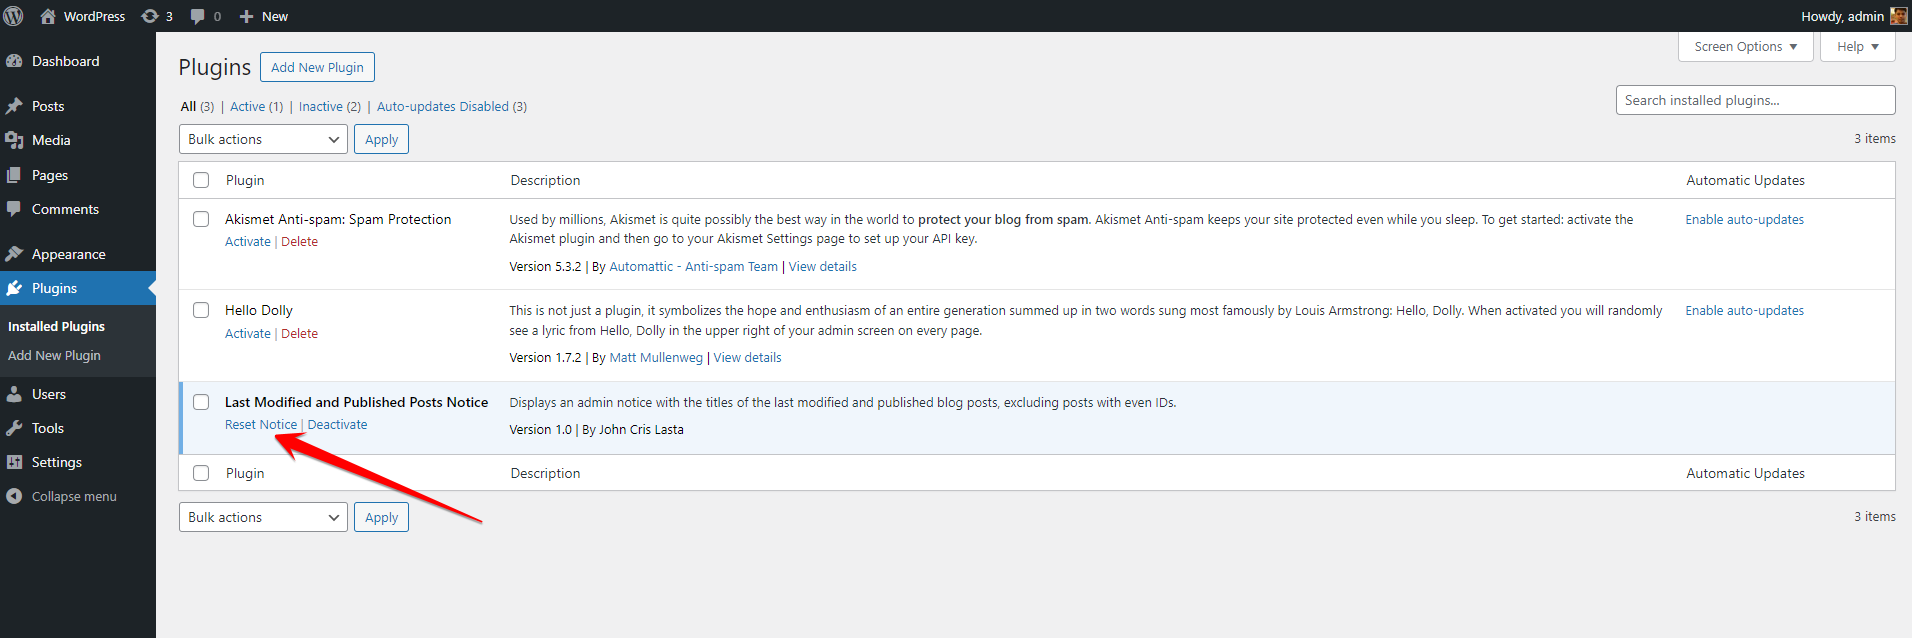 WordPress 3 0 New Howdy, admin
Dashboard
Posts
Media
Pages
Comments
Appearance
Plugins
Installed Plugins
Add New Plugin
Users
Tools
Settings
Collapse menu
Screen Options Help
Plugins Add New Plugin
All (3) | Active (1) | Inactive (2) | Auto-updates Disabled (3)
Search installed plugins...
Bulk actions Apply
3 items
Plugin Description Automatic Updates
Akismet Anti-spam: Spam Protection
Activate | Delete
Used by millions, Akismet is quite possibly the best way in the world to protect your blog from spam. Akismet Anti-spam keeps your site protected even while you sleep. To get started: activate the
Akismet plugin and then go to your Akismet Settings page to set up your API key.
Version 5.3.2 | By Automattic - Anti-spam Team | View details
Enable auto-updates
Hello Dolly
Activate | Delete
This is not just a plugin, it symbolizes the hope and enthusiasm of an entire generation summed up in two words sung most famously by Louis Armstrong: Hello, Dolly. When activated you will randomly
see a lyric from Hello, Dolly in the upper right of your admin screen on every page.
Version 1.7.2 | By Matt Mullenweg | View details
Enable auto-updates
Last Modified and Published Posts Notice
Reset Notice | Deactivate
Displays an admin notice with the titles of the last modified and published blog posts, excluding posts with even IDs.
Version 1.0 | By John Cris Lasta
Plugin Description Automatic Updates
Bulk actions Apply
3 items